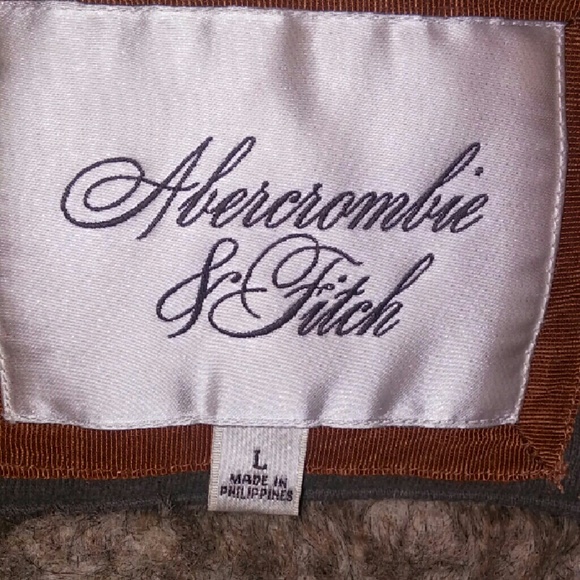 Abercrombie
& Fitch
L
MADE IN
PHILIPPINES